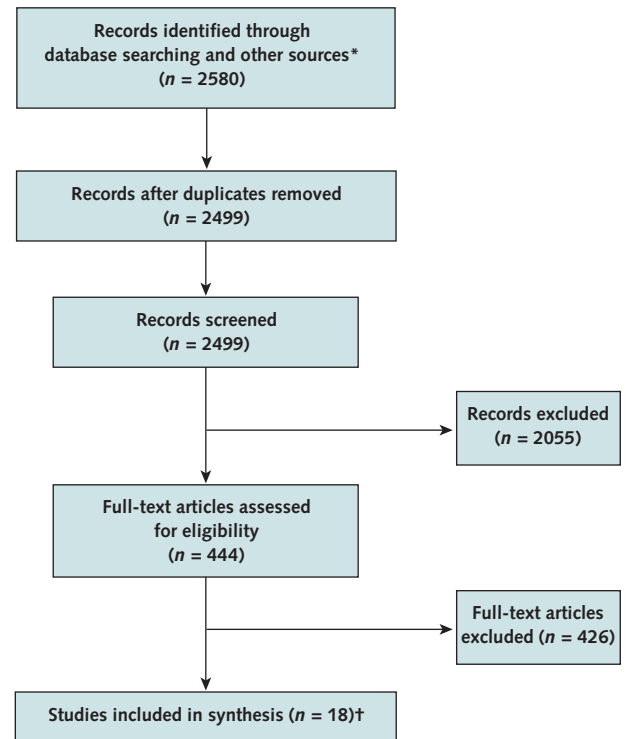 Records identified through
database searching and other sources*
(n = 2580)
Records after duplicates removed
(n = 2499)
Records screened
(n = 2499)
Records excluded
(n = 2055)
Full-text articles assessed
for eligibility
(n = 444)
Full-text articles
excluded (n = 426)
Studies included in synthesis (n = 18)†